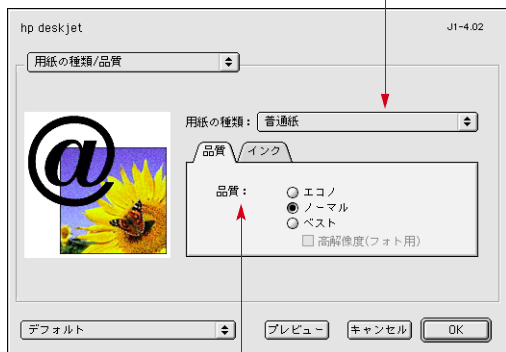 hp deskjet
J1-4.02
用紙の種類/品質
用紙の種類： 普通紙
品質 インク
品質： エコノ
ノーマル
ベスト
高解像度(フォト用)
@
デフォルト プレビュー キャンセル OK